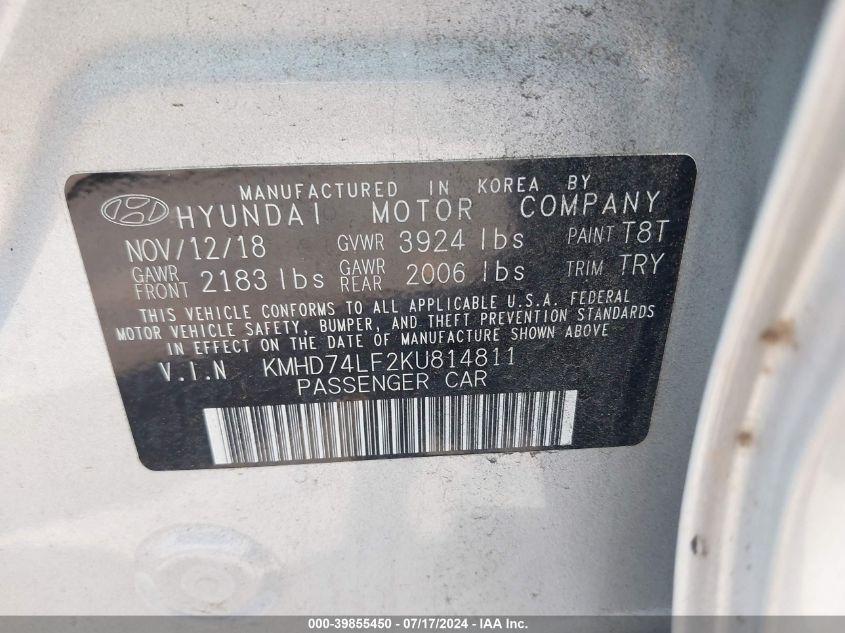 MANUFACTURED IN KOREA BY
HYUNDAI MOTOR COMPANY
NOV/12/18 GVWR 3924 lbs PAINT T8T
GAWR FRONT 2183 lbs GAWR REAR 2006 lbs TRIM TRY
THIS VEHICLE CONFORMS TO ALL APPLICABLE U.S.A. FEDERAL
MOTOR VEHICLE SAFETY, BUMPER, AND THEFT PREVENTION STANDARDS
IN EFFECT ON THE DATE OF MANUFACTURE SHOWN ABOVE
V.I.N KMHD74LF2KU814811
PASSENGER CAR
000-39855450 - 07/17/2024 - IAA Inc.